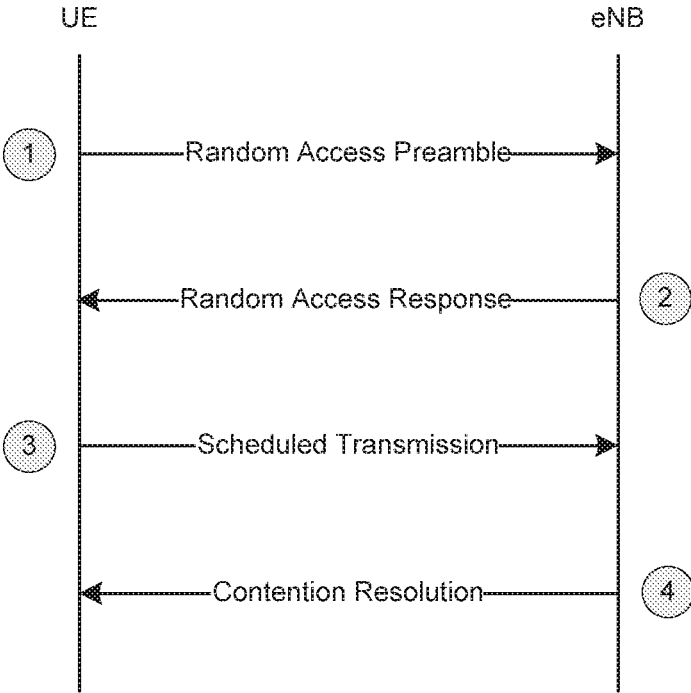 UE eNB
1 Random Access Preamble
Random Access Response 2
3 Scheduled Transmission
Contention Resolution 4